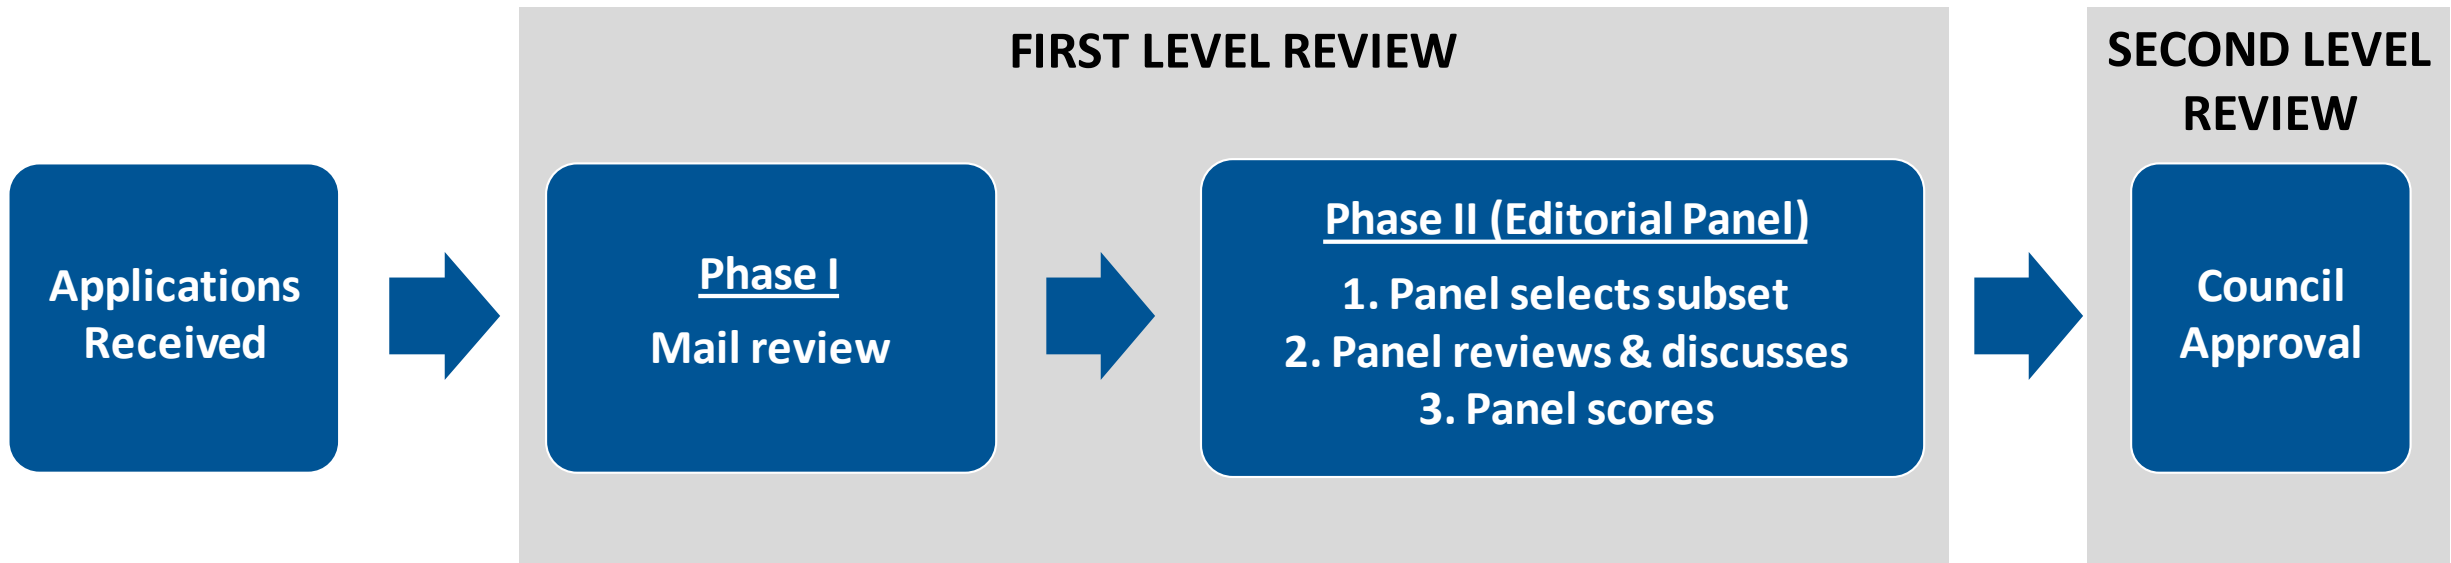 FIRST LEVEL REVIEW
SECOND LEVEL
REVIEW
Applications
Received
Phase I
Mail review
Phase II (Editorial Panel)
1. Panel selects subset
2. Panel reviews & discusses
3. Panel scores
Council
Approval